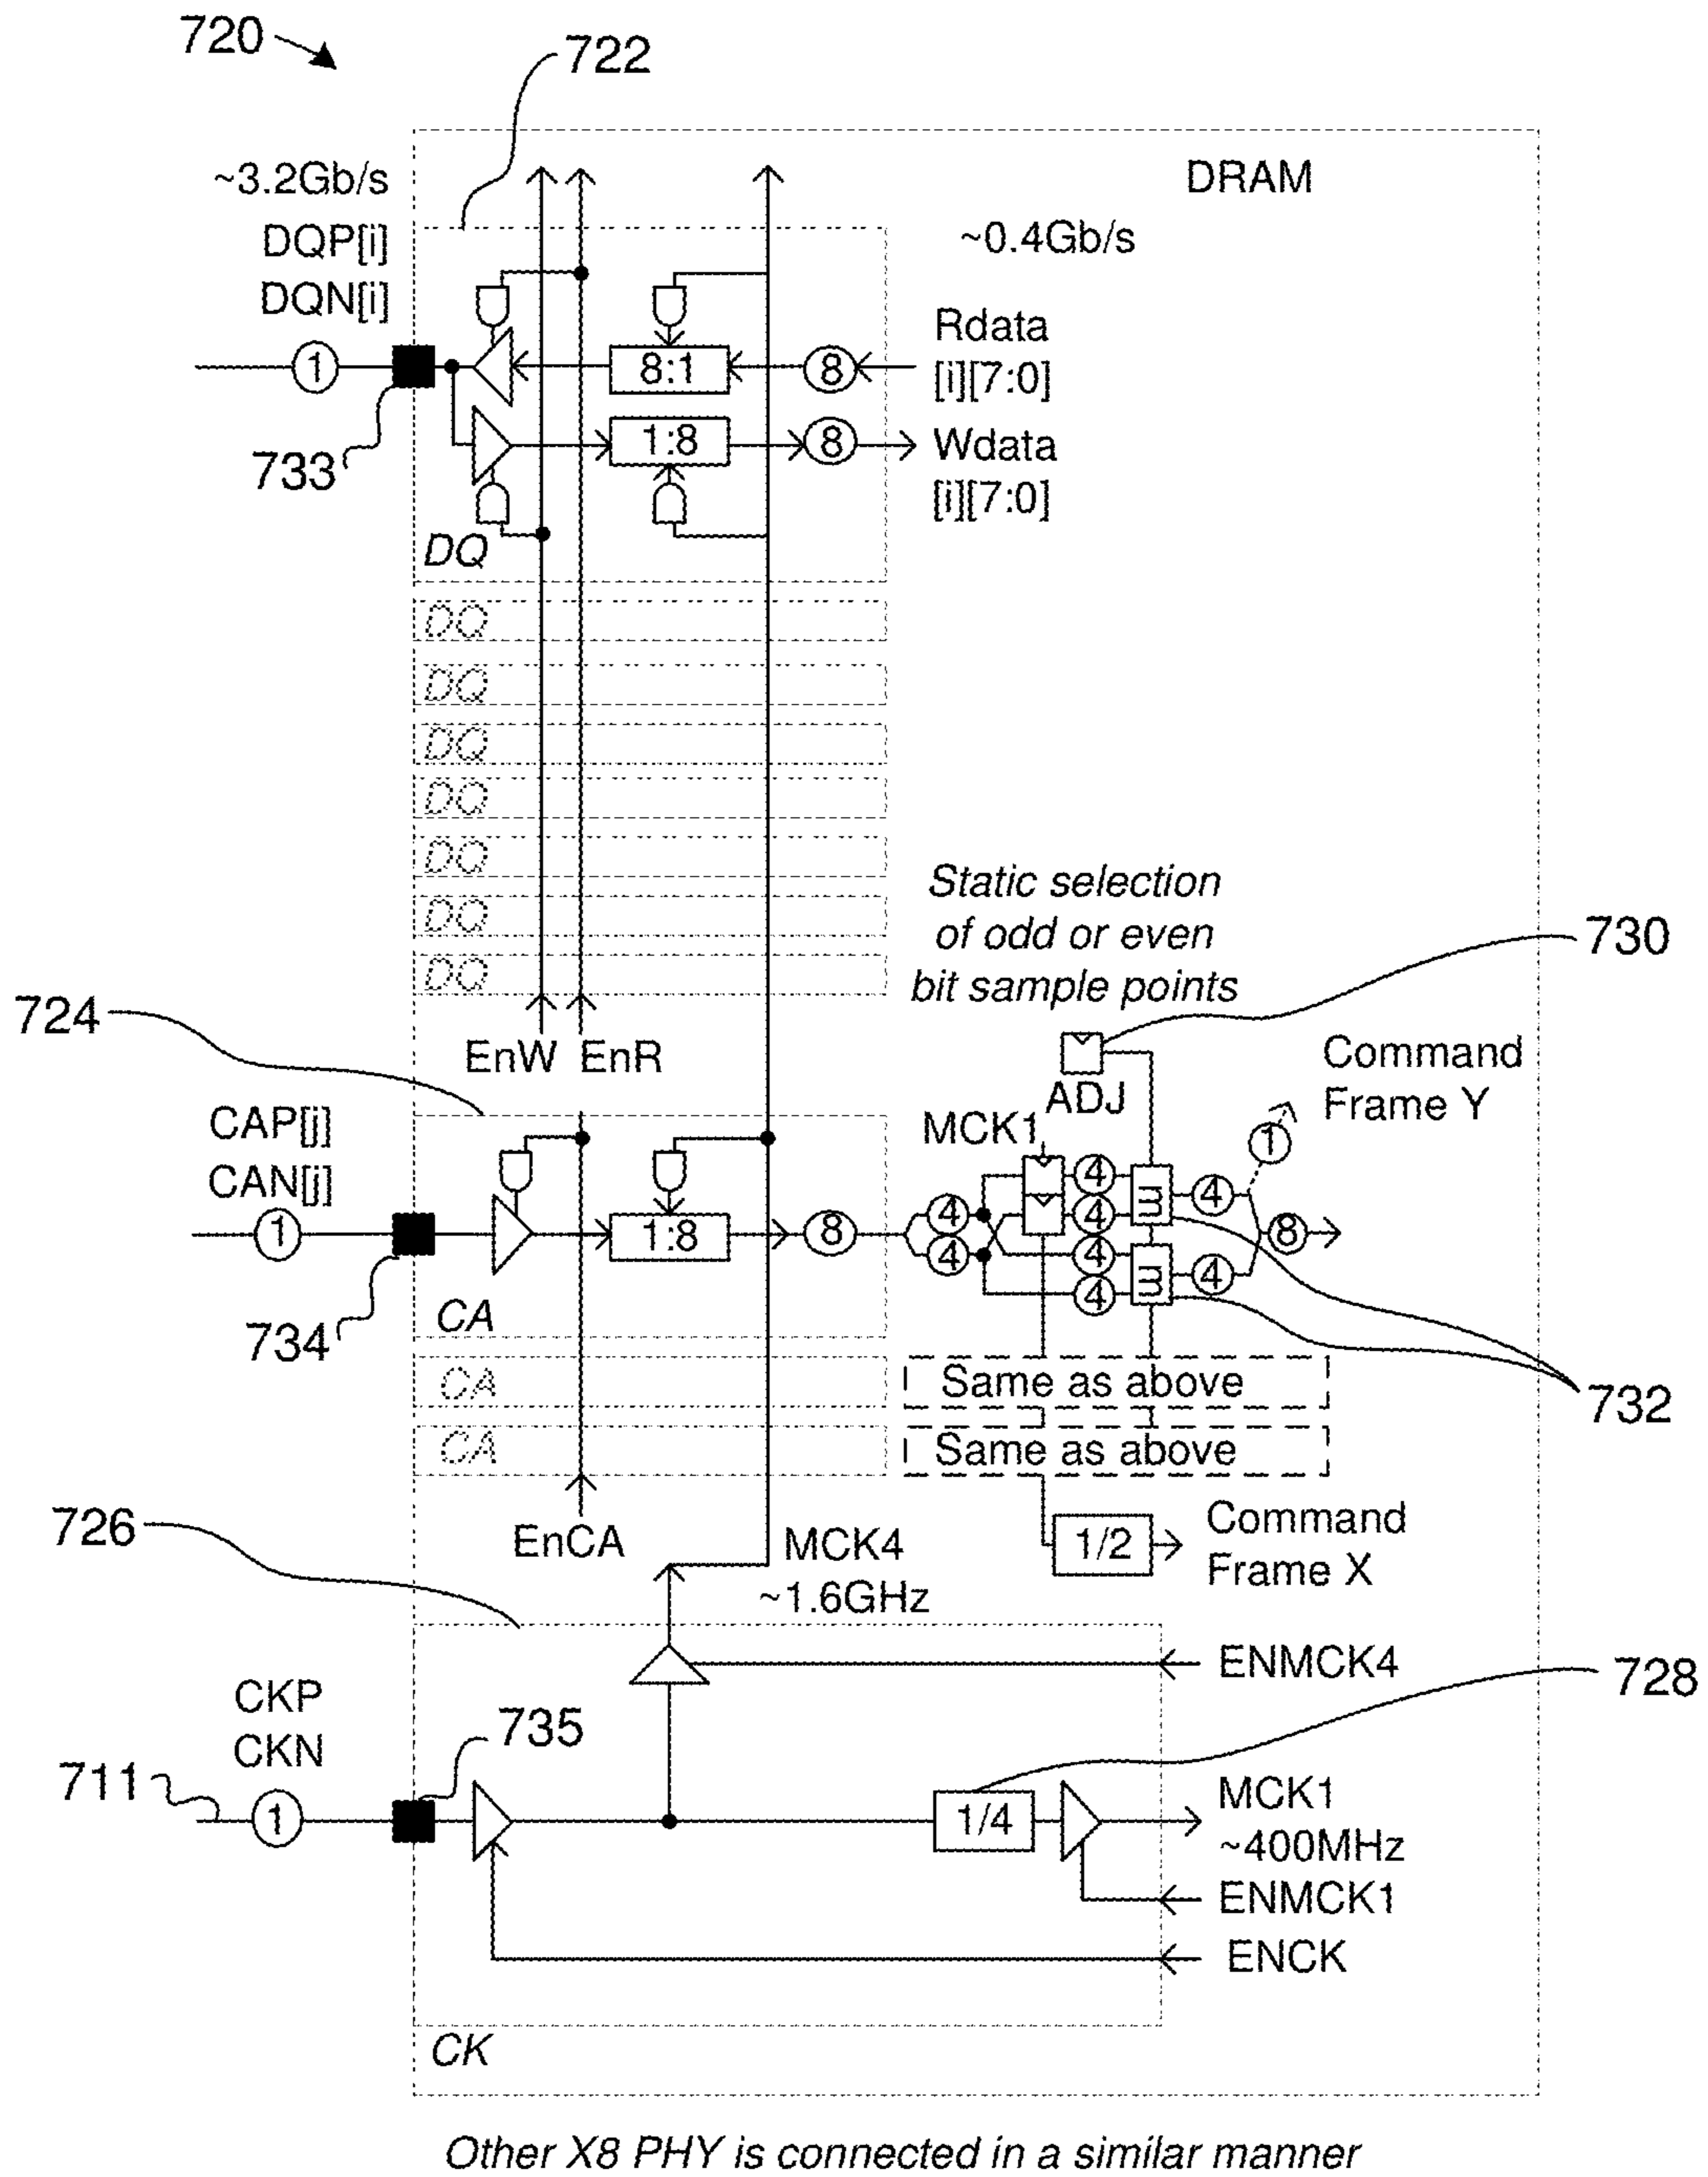 720
722
~3.2Gb/s
DRAM
DQP[i]
~0.4Gb/s
DQN[i]
Rdata
1
8:1
8
[i][7:0]
733
1:8
8
Wdata
[i][7:0]
DQ
DQ
DQ
DQ
DQ
DQ
DQ
DQ
Static selection
of odd or even
bit sample points
730
724
EnW
EnR
ADJ
Command
Frame Y
CAP[j]
CAN[j]
MCK1
1
4
4
m
4
1
1
1:8
8
4
4
8
4
4
m
4
4
734
CA
CA
Same as above
732
CA
Same as above
726
EnCA
MCK4
~1.6GHz
1/2
Command
Frame X
ENMCK4
728
CKP
CKN
735
711
1
1/4
MCK1
~400MHz
ENMCK1
ENCK
CK
Other X8 PHY is connected in a similar manner